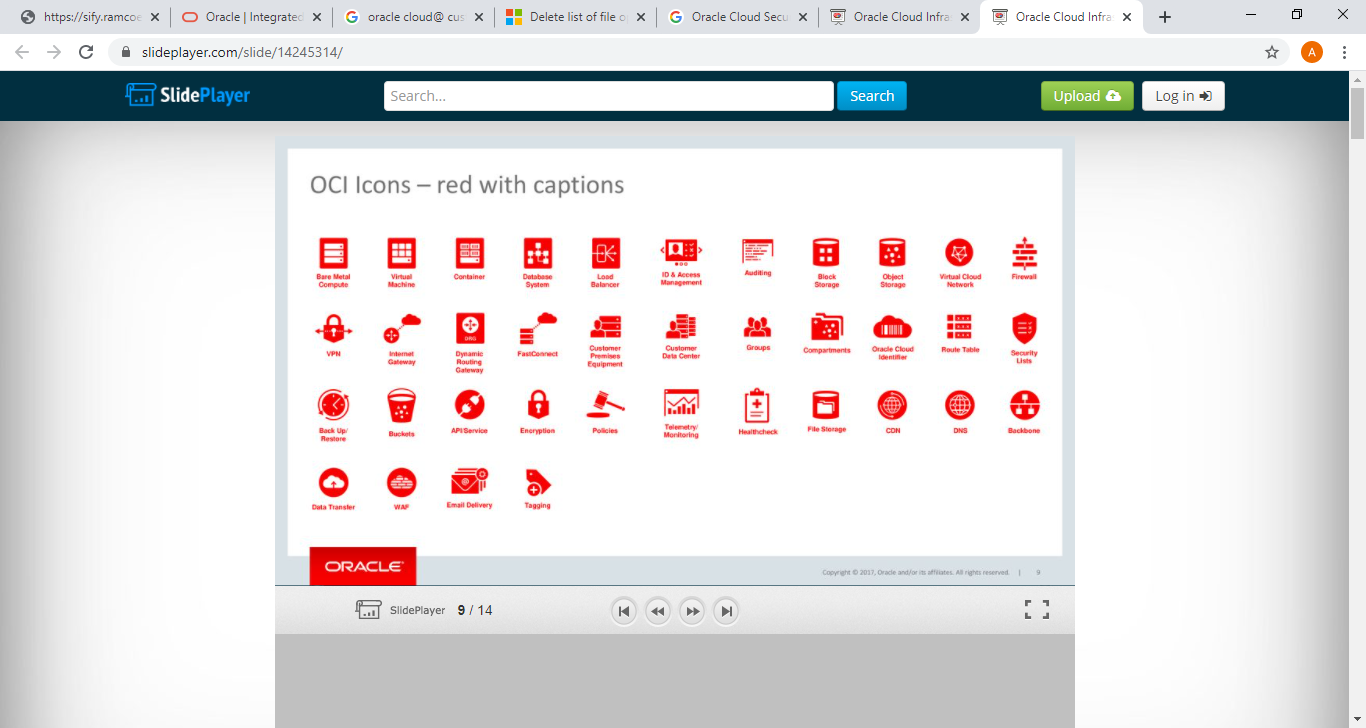 https://sify.ramcoe
Oracle | Integrated
oracle cloud@ cus
Delete list of file o
Oracle Cloud Secu
Oracle Cloud Infra
Oracle Cloud Infra
slideplayer.com/slide/14245314/
A
SlidePlayer
Search...
Search
Upload
Log in
OCI Icons – red with captions
Bare Metal Compute
Virtual Machine
Container
Database System
Load Balancer
ID & Access Management
Auditing
Block Storage
Object Storage
Virtual Cloud Network
Firewall
VPN
Internet Gateway
DRG
Dynamic Routing Gateway
FastConnect
Customer Premises Equipment
Customer Data Center
Groups
Compartments
Oracle Cloud Identifier
Route Table
Security Lists
Back Up/ Restore
Buckets
API/Service
Encryption
Policies
Telemetry/ Monitoring
Healthcheck
File Storage
CDN
DNS
Backbone
Data Transfer
WAF
Email Delivery
Tagging
ORACLE
Copyright © 2017, Oracle and/or its affiliates. All rights reserved. | 9
SlidePlayer 9 / 14